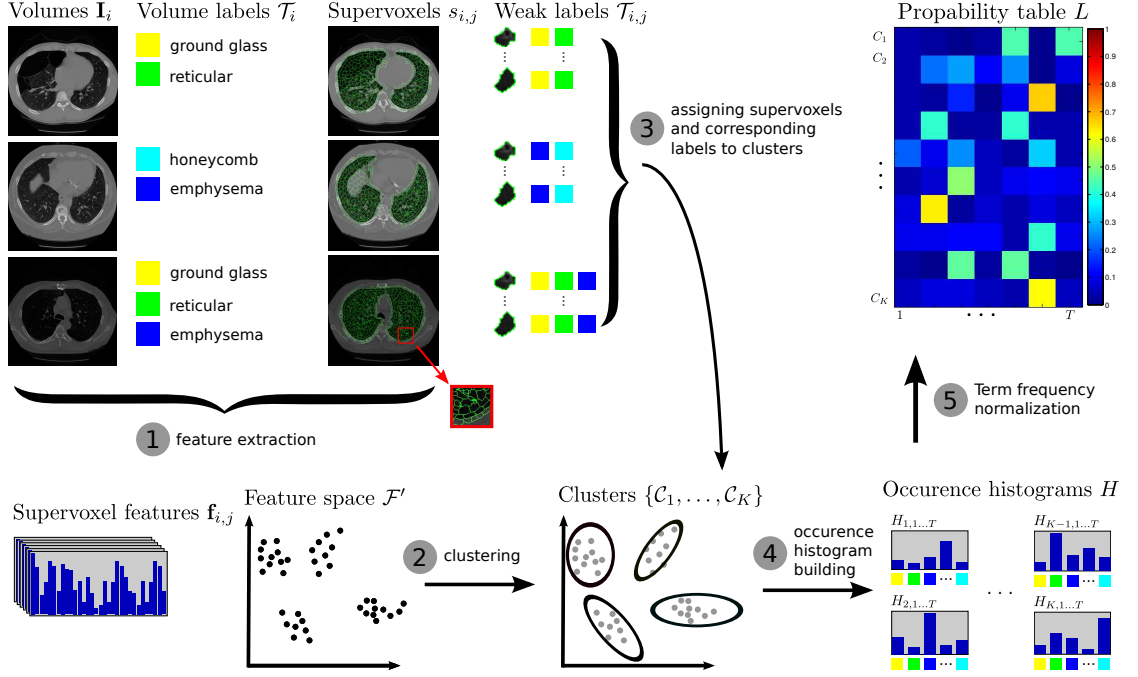 Volumes I_i
Volume labels 𝒯_i
Supervoxels s_{i,j}
Weak labels 𝒯_{i,j}
Propability table L
ground glass
reticular
honeycomb
emphysema
ground glass
reticular
emphysema
3
assigning supervoxels
and corresponding
labels to clusters
C_1
C_2
C_K
1
T
1
0.9
0.8
0.7
0.6
0.5
0.4
0.3
0.2
0.1
0
1
feature extraction
5
Term frequency
normalization
Supervoxel features f_{i,j}
Feature space ℱ′
2
clustering
Clusters {𝒞_1, . . . , 𝒞_K}
4
occurence
histogram
building
Occurence histograms H
H_{1,1...T}
H_{K−1,1...T}
H_{2,1...T}
H_{K,1...T}